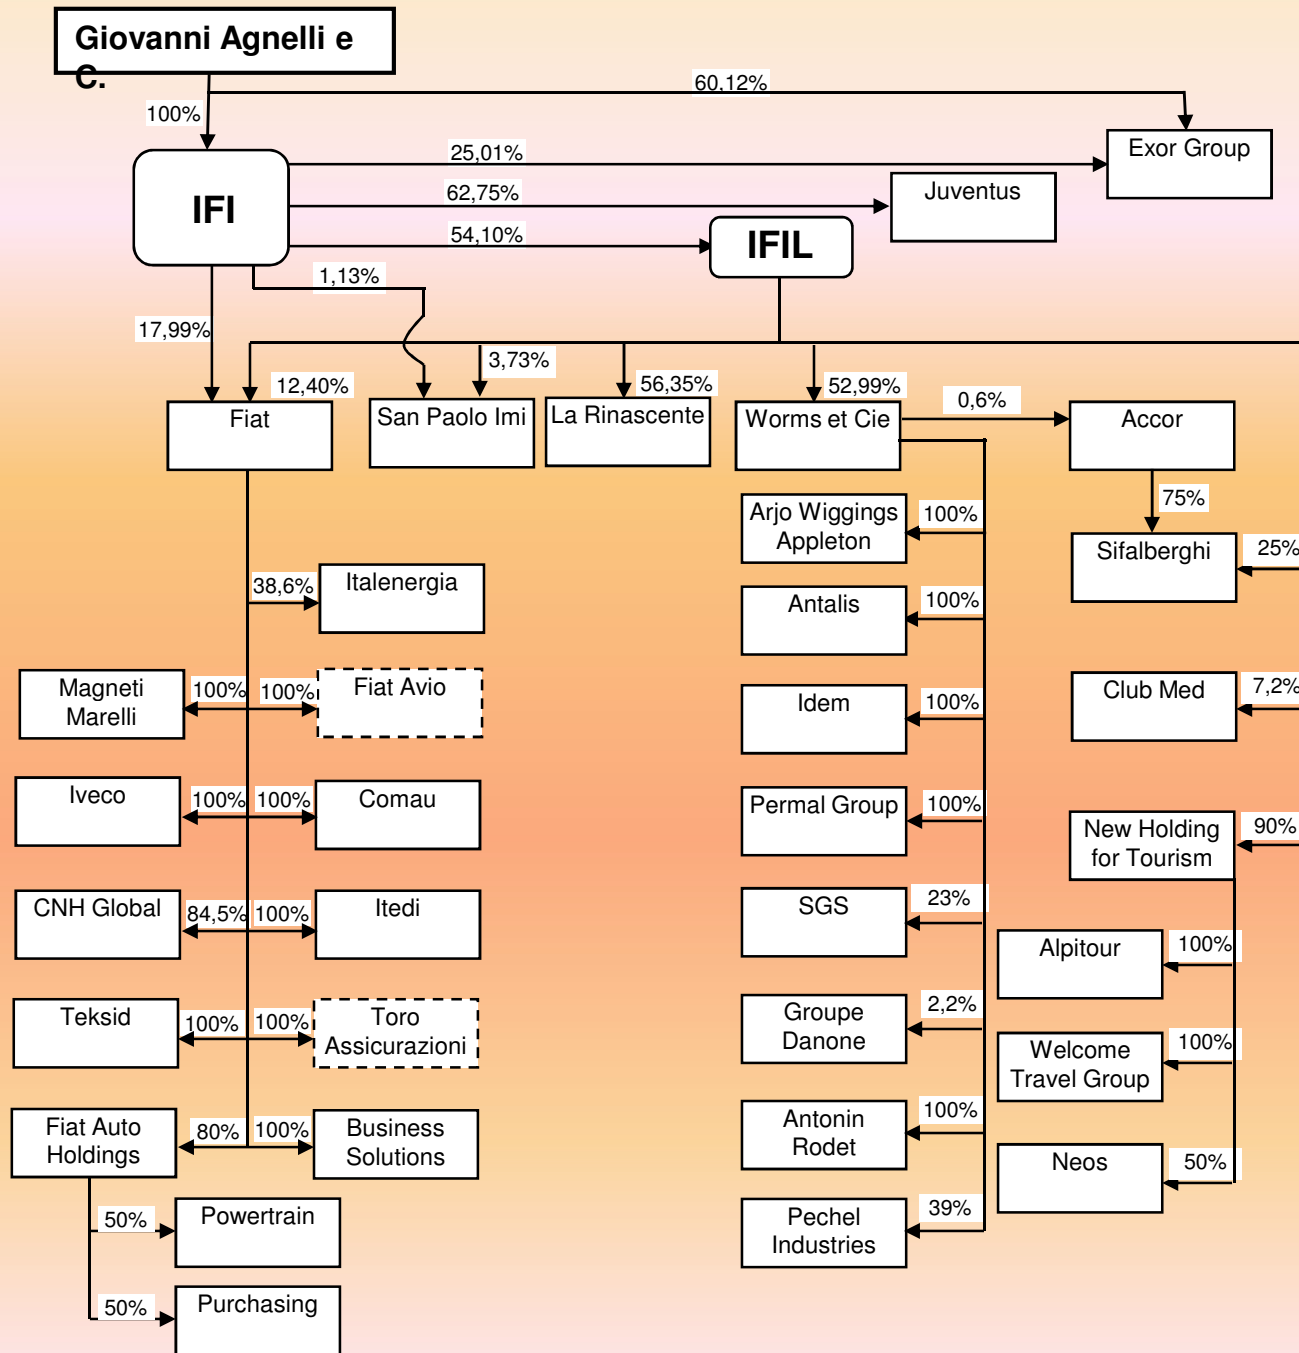 Giovanni Agnelli e
C.
60,12%
100%
Exor Group
25,01%
Juventus
62,75%
IFI
54,10%
IFIL
1,13%
17,99%
3,73%
12,40%
56,35%
52,99%
0,6%
Fiat
San Paolo Imi
La Rinascente
Worms et Cie
Accor
75%
Arjo Wiggings
Appleton
100%
Sifalberghi
25%
38,6%
Italenergia
Antalis
100%
Magneti
Marelli
100%
100%
Fiat Avio
Idem
100%
Club Med
7,2%
Iveco
100%
100%
Comau
Permal Group
100%
New Holding
for Tourism
90%
CNH Global
84,5%
100%
Itedi
SGS
23%
Alpitour
100%
Teksid
100%
100%
Toro
Assicurazioni
Groupe
Danone
2,2%
Welcome
Travel Group
100%
Fiat Auto
Holdings
80%
100%
Business
Solutions
Antonin
Rodet
100%
Neos
50%
50%
Powertrain
Pechel
Industries
39%
50%
Purchasing